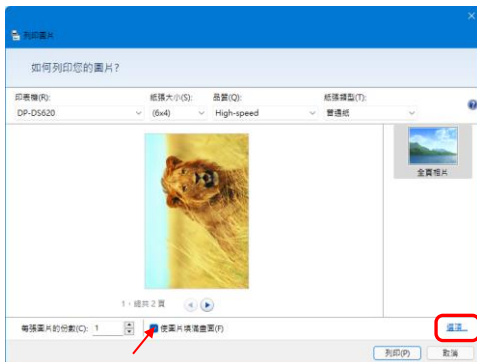 列印圖片
如何列印您的圖片?
印表機(R): 紙張大小(S): 品質(Q): 紙張類型(T):
DP-DS620 (6x4) High-speed 普通紙
全頁相片
1，總共 2 頁
每張圖片的份數(C): 1 使圖片填滿畫面(F) 選項...
列印(P) 取消